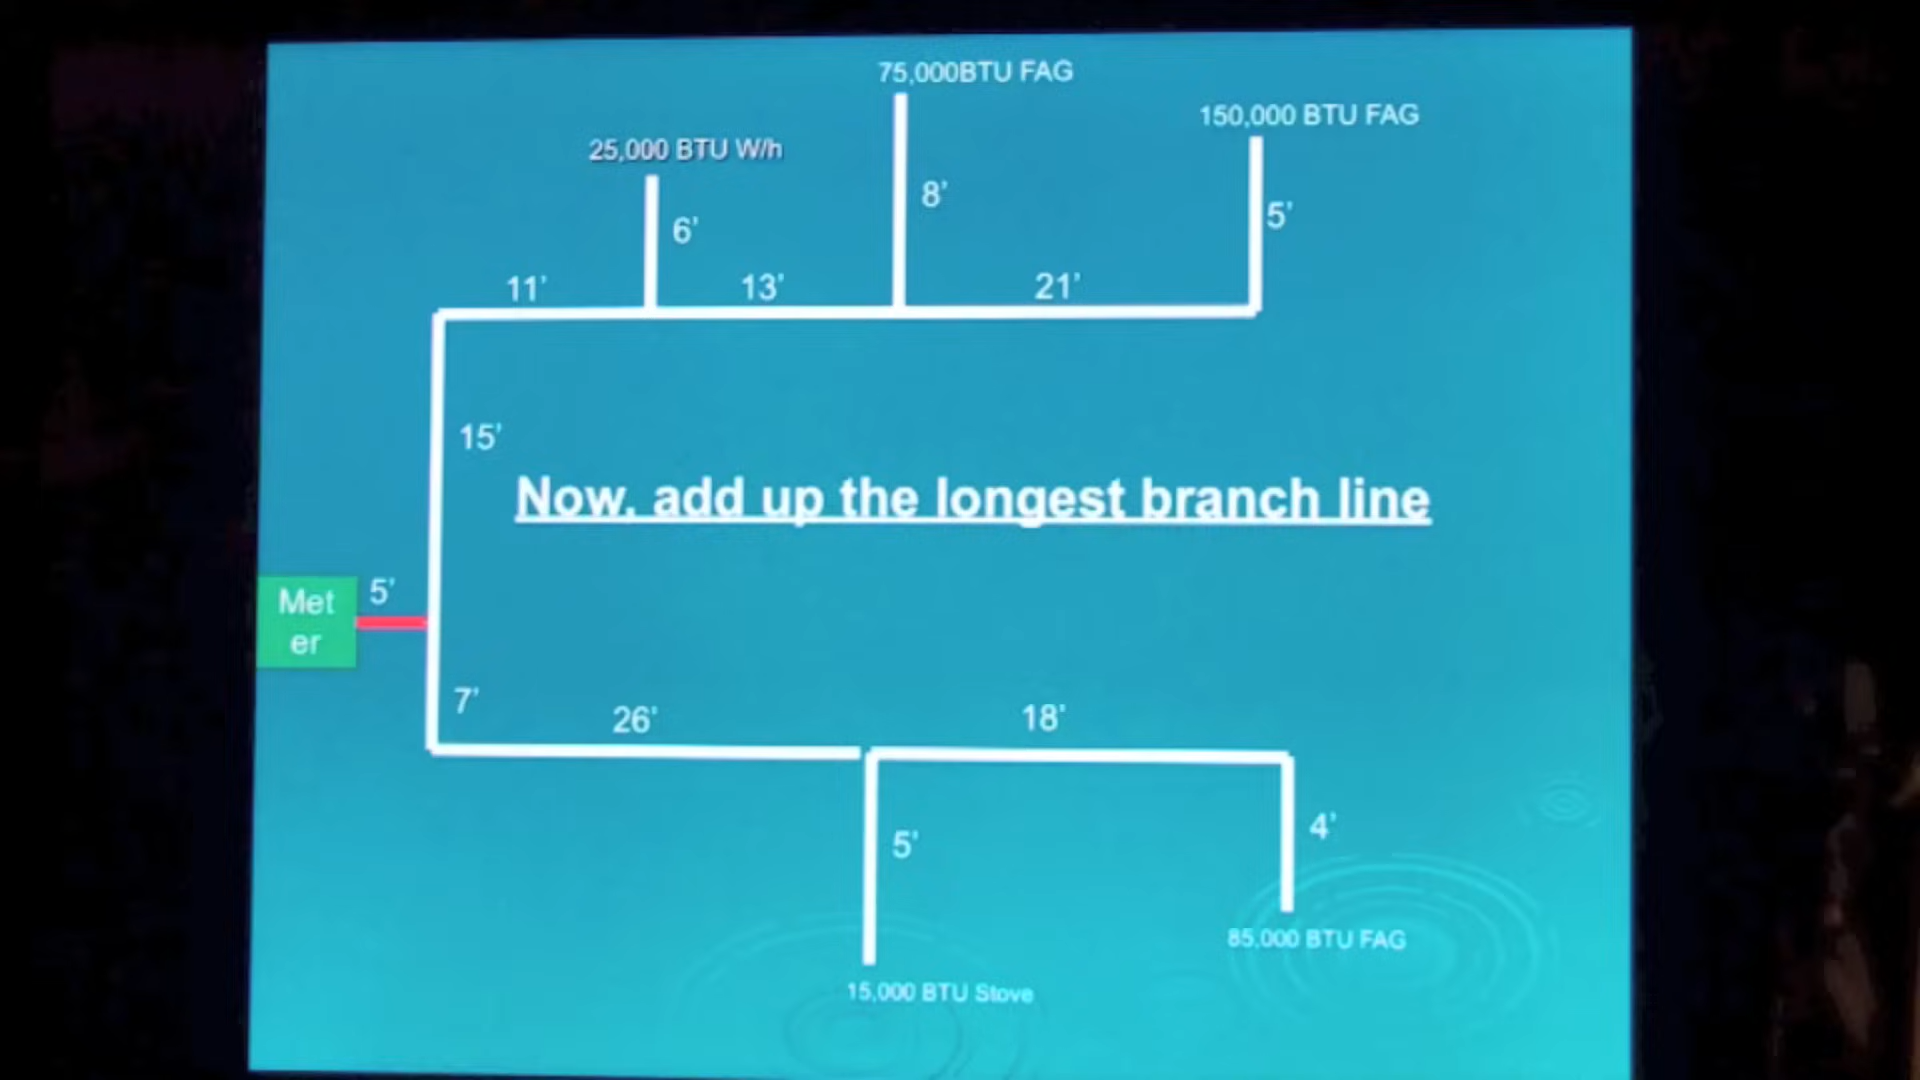 75,000BTU FAG
150,000 BTU FAG
25,000 BTU W/h
8'
6'
5'
11'
13'
21'
15'
Now, add up the longest branch line
Met
er
5'
7'
26'
18'
5'
4'
85,000 BTU FAG
15,000 BTU Stove